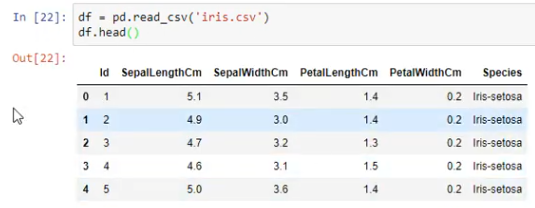 In [22]: df = pd.read_csv('iris.csv')
df.head()
Out[22]:
Id SepalLengthCm SepalWidthCm PetalLengthCm PetalWidthCm Species
0 1 5.1 3.5 1.4 0.2 Iris-setosa
1 2 4.9 3.0 1.4 0.2 Iris-setosa
2 3 4.7 3.2 1.3 0.2 Iris-setosa
3 4 4.6 3.1 1.5 0.2 Iris-setosa
4 5 5.0 3.6 1.4 0.2 Iris-setosa